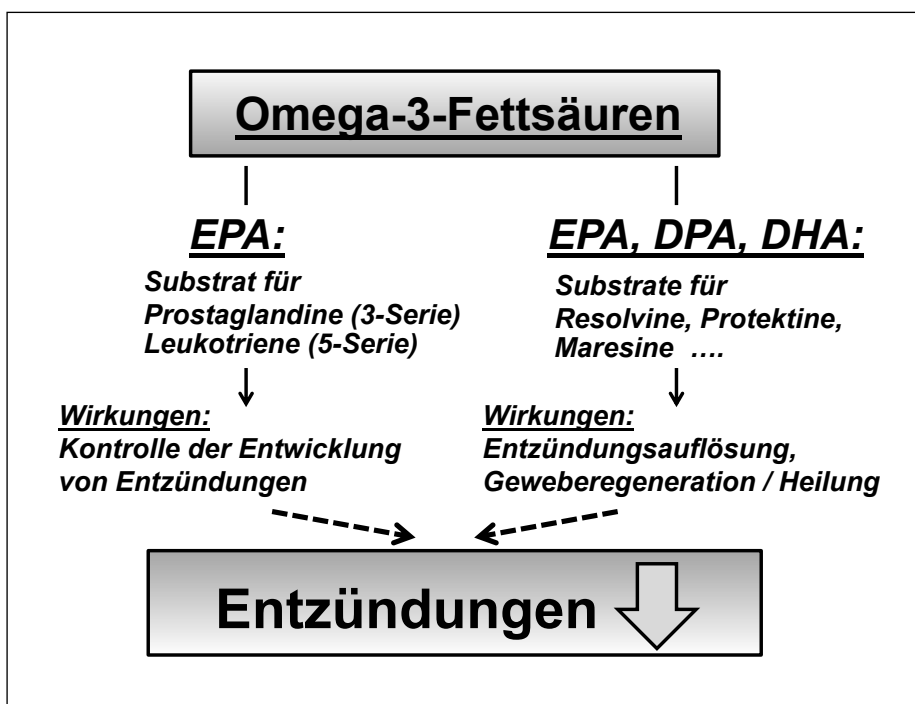 Omega-3-Fettsäuren
EPA:
Substrat für
Prostaglandine (3-Serie)
Leukotriene (5-Serie)
Wirkungen:
Kontrolle der Entwicklung
von Entzündungen
EPA, DPA, DHA:
Substrate für
Resolvine, Protektine,
Maresine ....
Wirkungen:
Entzündungsauflösung,
Geweberegeneration / Heilung
Entzündungen